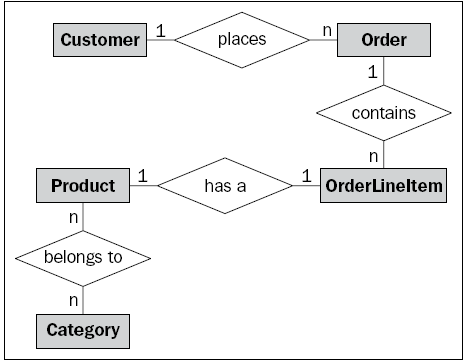 Customer 1 places n Order
1
contains
n
Product 1 has a 1 OrderLineItem
n
belongs to
n
Category